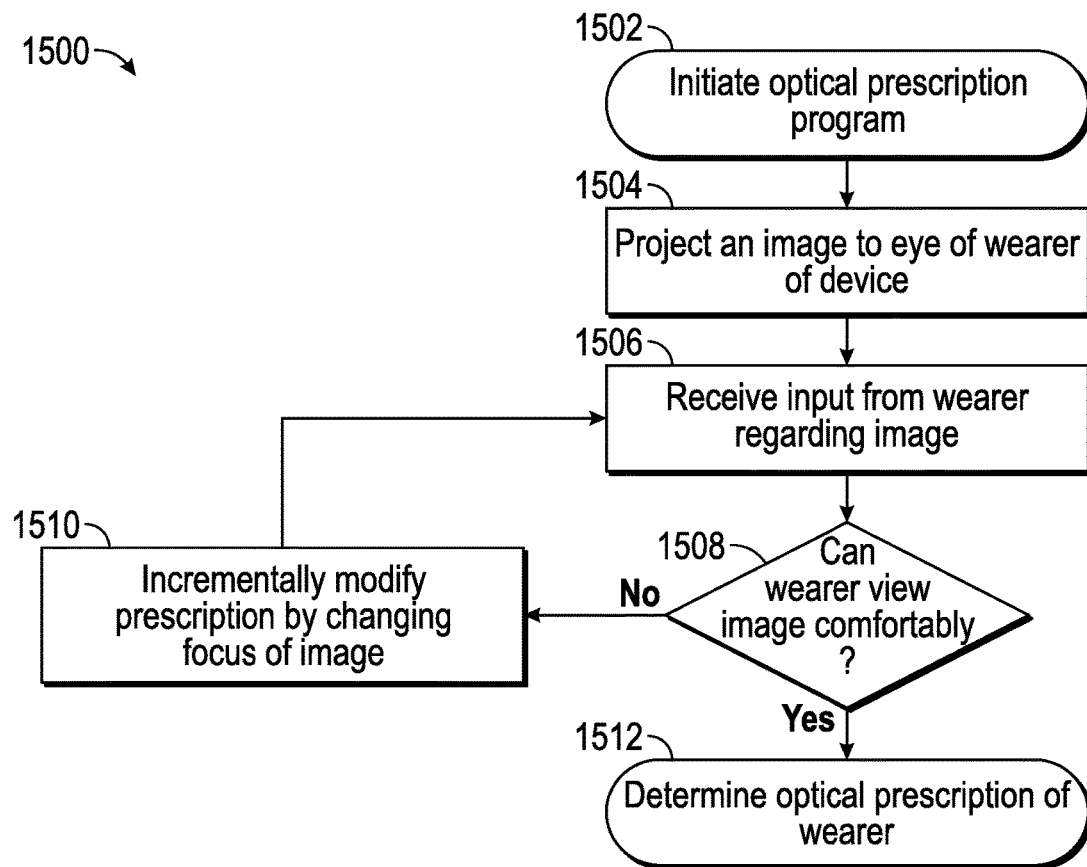 1500
1502
Initiate optical prescription
program
1504
Project an image to eye of wearer
of device
1506
Receive input from wearer
regarding image
1508
Can
wearer view
image comfortably
?
No
1510
Incrementally modify
prescription by changing
focus of image
Yes
1512
Determine optical prescription of
wearer